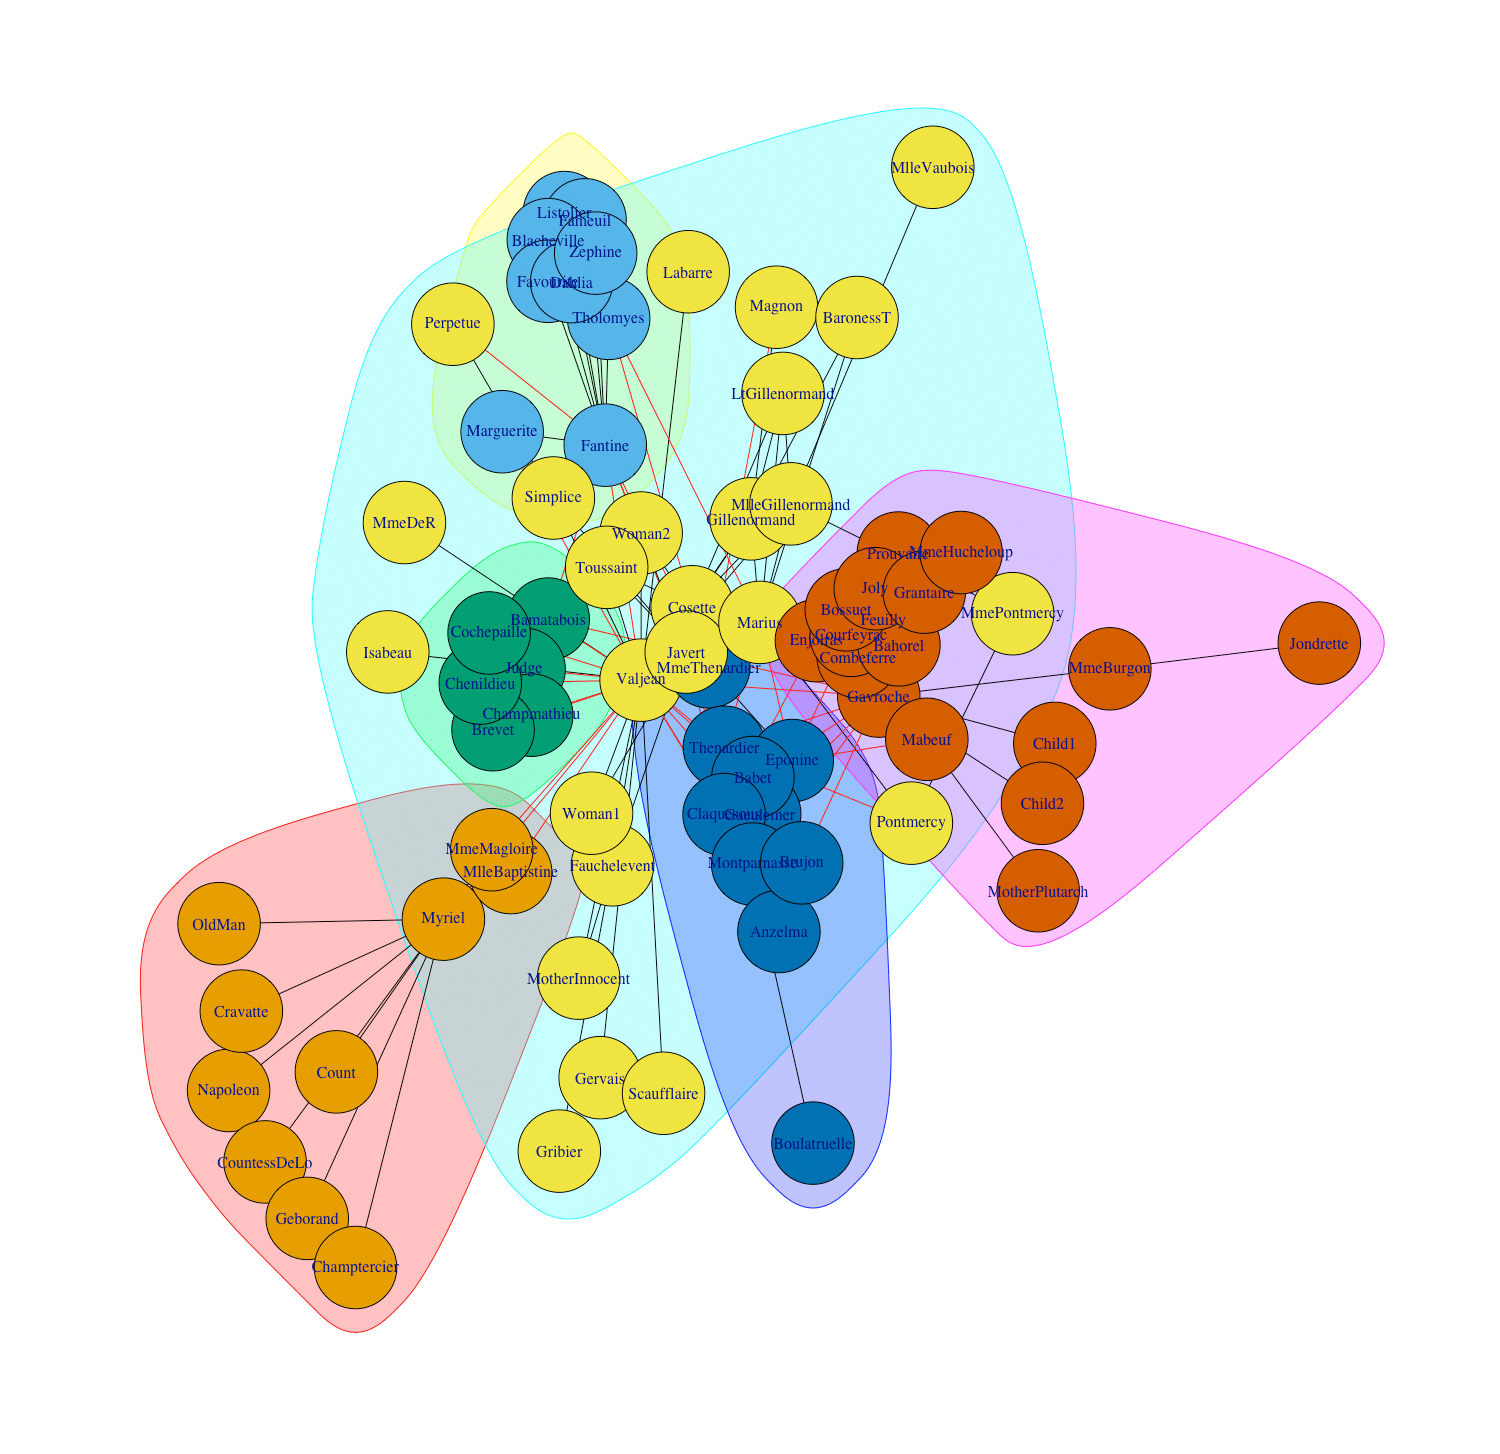 MlleVaubois
Listolier
Fameuil
Blacheville
Zephine
Labarre
Favourite
Dahlia
Magnon
BaronessT
Tholomyes
Perpetue
LtGillenormand
Marguerite
Fantine
Simplice
MlleGillenormand
Gillenormand
MmeDeR
Woman2
Prouvaire
MmeHucheloup
Toussaint
Joly
Grantaire
Cosette
Bossuet
MmePontmercy
Bamatabois
Feuilly
Marius
Cochepaille
Courfeyrac
Enjolras
Bahorel
Jondrette
Isabeau
Javert
Combeferre
Judge
MmeThenardier
MmeBurgon
Valjean
Chenildieu
Gavroche
Champmathieu
Brevet
Mabeuf
Child1
Thenardier
Eponine
Babet
Child2
Woman1
Claquesous
Gueulemer
Pontmercy
MmeMagloire
MlleBaptistine
Fauchelevent
Montparnasse
Brujon
MotherPlutarch
OldMan
Myriel
Anzelma
MotherInnocent
Cravatte
Count
Gervais
Napoleon
Scaufflaire
Boulatruelle
Gribier
CountessDeLo
Geborand
Champtercier